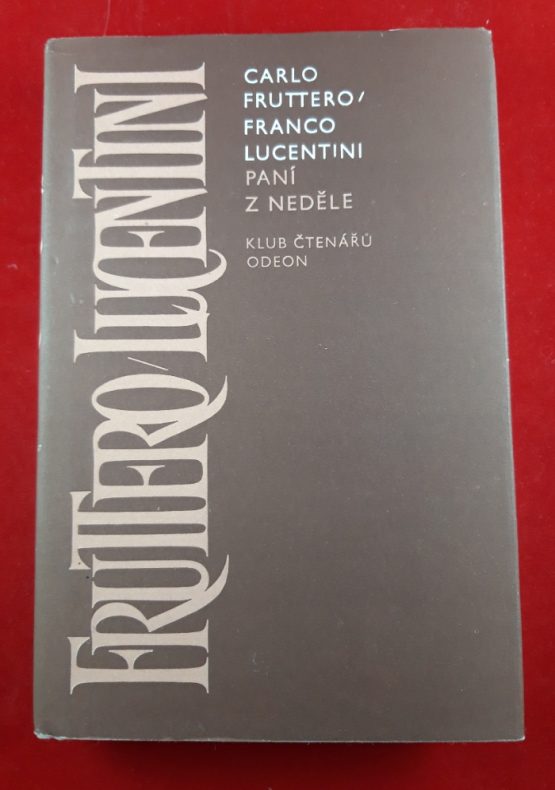 FRUTTERO/LUCENTINI
CARLO
FRUTTERO/
FRANCO
LUCENTINI
PANÍ
Z NEDĚLE
KLUB ČTENÁŘŮ
ODEON